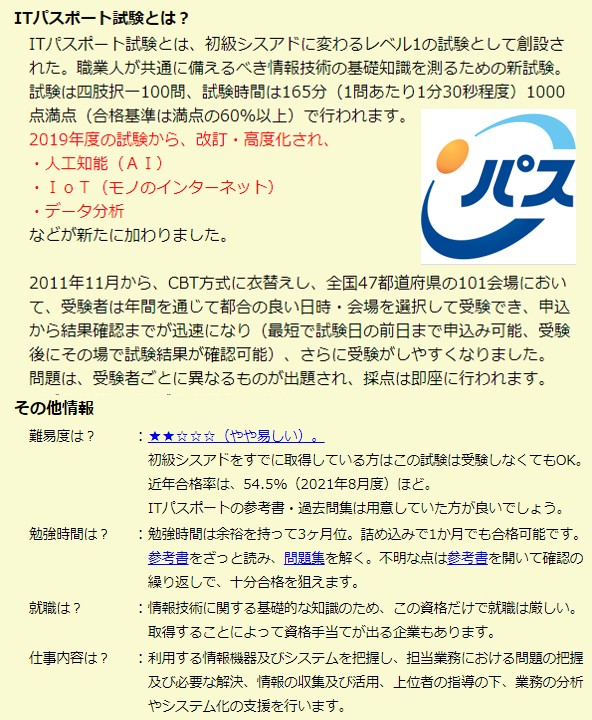 ITパスポート試験とは？
ITパスポート試験とは、初級シスアドに変わるレベル1の試験として創設さ
れた。職業人が共通に備えるべき情報技術の基礎知識を測るための新試験。
試験は四肢択一100問、試験時間は165分（1問あたり1分30秒程度）1000
点満点（合格基準は満点の60%以上）で行われます。
2019年度の試験から、改訂・高度化され、
・人工知能（ＡＩ）
・ＩｏＴ（モノのインターネット）
・データ分析
などが新たに加わりました。
iパス
2011年11月から、CBT方式に衣替えし、全国47都道府県の101会場におい
て、受験者は年間を通じて都合の良い日時・会場を選択して受験でき、申込
から結果確認までが迅速になり（最短で試験日の前日まで申込み可能、受験
後にその場で試験結果が確認可能）、さらに受験がしやすくなりました。
問題は、受験者ごとに異なるものが出題され、採点は即座に行われます。
その他情報
難易度は？ ：★★☆☆☆（やや易しい）。
初級シスアドをすでに取得している方はこの試験は受験しなくてもOK。
近年合格率は、54.5%（2021年8月度）ほど。
ITパスポートの参考書・過去問集は用意していた方が良いでしょう。
勉強時間は？ ：勉強時間は余裕を持って3ヶ月位。詰め込みで1か月でも合格可能です。
参考書をざっと読み、問題集を解く。不明な点は参考書を開いて確認の
繰り返しで、十分合格を狙えます。
就職は？ ：情報技術に関する基礎的な知識のため、この資格だけで就職は厳しい。
取得することによって資格手当てが出る企業もあります。
仕事内容は？ ：利用する情報機器及びシステムを把握し、担当業務における問題の把握
及び必要な解決、情報の収集及び活用、上位者の指導の下、業務の分析
やシステム化の支援を行います。